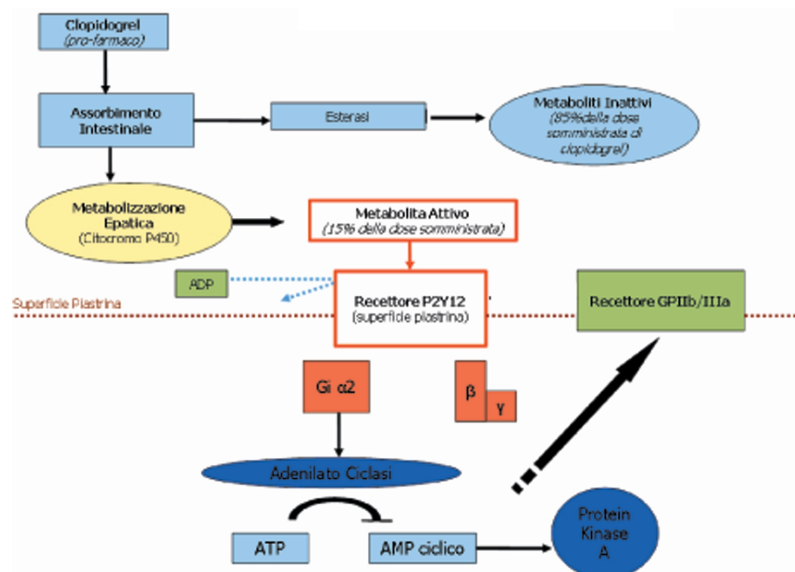 Clopidogrel
(pro-farmaco)
Assorbimento
Intestinale
Esterasi
Metaboliti Inattivi
(85%della dose
somministrata di
clopidogrel)
Metabolizzazione
Epatica
(Citocromo P450)
Metabolita Attivo
(15% della dose somministrata)
ADP
Superficie Piastrina
Recettore P2Y12
(superficie piastrina)
Recettore GPIIb/IIIa
Gi α2
β
γ
Adenilato Ciclasi
ATP
AMP ciclico
Protein
Kinase
A